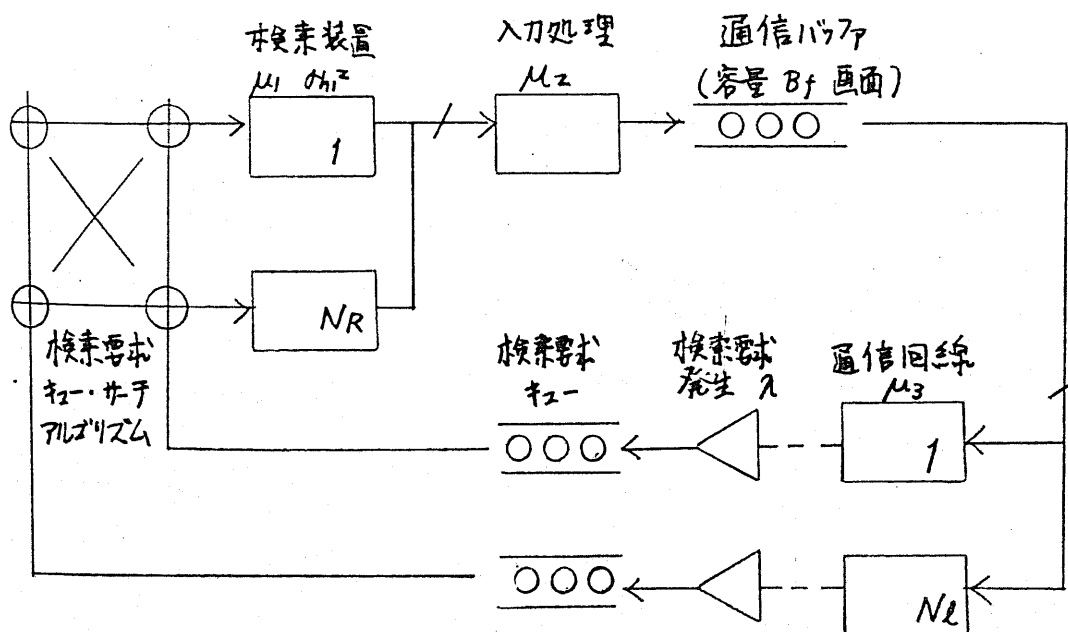 検索装置
μ1 σh1²
1
入力処理
μ2
通信バッファ
(容量 Bf 画面)
NR
検索要求
キュー・サーチ
アルゴリズム
検索要求
キュー
検索要求
発生 λ
通信回線
μ3
1
Nℓ